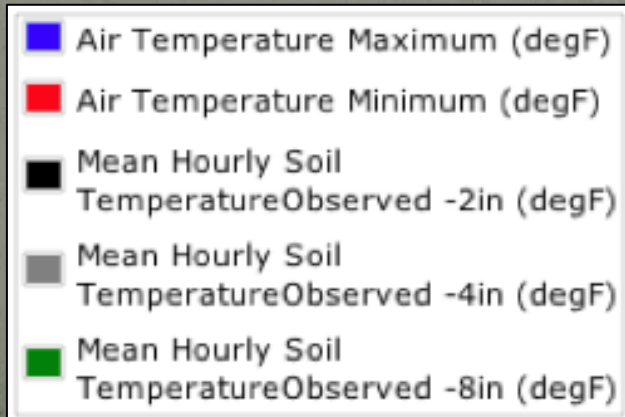 Air Temperature Maximum (degF)
Air Temperature Minimum (degF)
Mean Hourly Soil
TemperatureObserved -2in (degF)
Mean Hourly Soil
TemperatureObserved -4in (degF)
Mean Hourly Soil
TemperatureObserved -8in (degF)